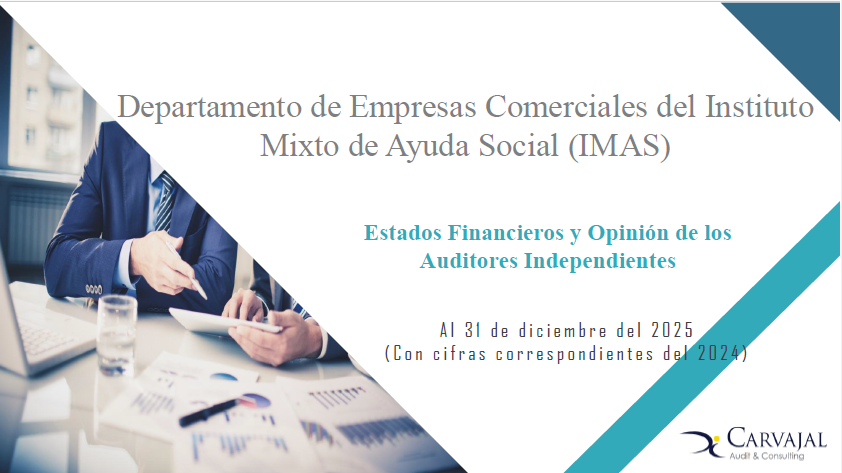 Departamento de Empresas Comerciales del Instituto
Mixto de Ayuda Social (IMAS)
Estados Financieros y Opinión de los
Auditores Independientes
Al 31 de diciembre del 2025
(Con cifras correspondientes del 2024)
CARVAJAL
Audit & Consulting